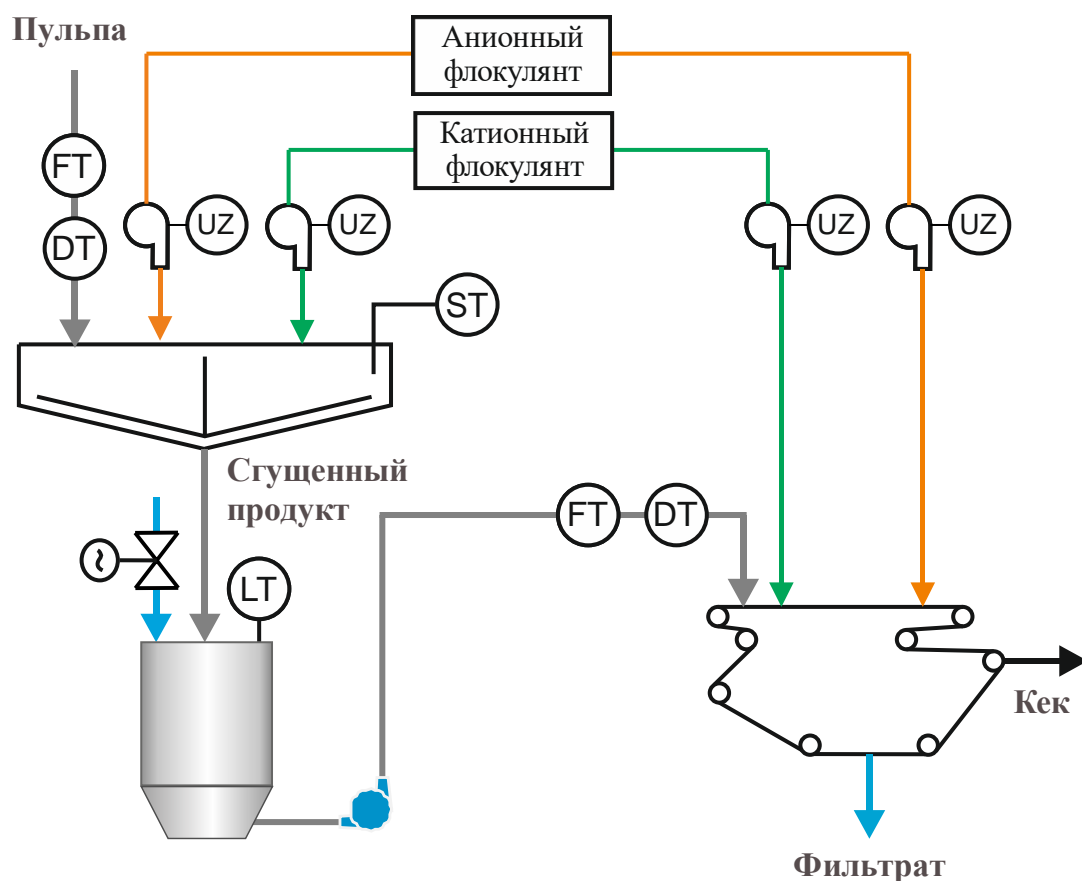 Пульпа
Анионный
флокулянт
Катионный
флокулянт
FT
UZ
UZ
UZ
UZ
DT
ST
Сгущенный
продукт
FT
DT
~
LT
Кек
Фильтрат